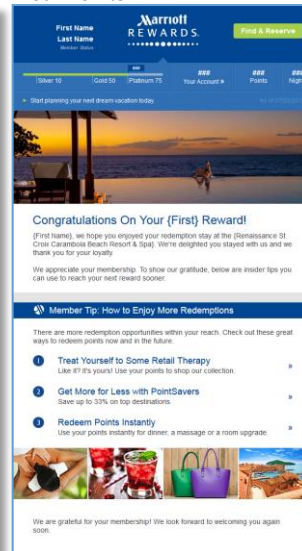 First Name
Last Name
Member Status
Marriott
REWARDS.
Find & Reserve
###
Silver 10
Gold 50
Platinum 75
###
Your Account »
###
Points
###
Nigh
Start planning your next dream vacation today.
Congratulations On Your {First} Reward!
{First Name}, we hope you enjoyed your redemption stay at the {Renaissance St.
Croix Carambola Beach Resort & Spa}. We're delighted you stayed with us and we
thank you for your loyalty.
We appreciate your membership. To show our gratitude, below are insider tips you
can use to reach your next reward sooner.
Member Tip: How to Enjoy More Redemptions
There are more redemption opportunities within your reach. Check out these great
ways to redeem points now and in the future.
1
Treat Yourself to Some Retail Therapy
Like it? It's yours! Use your points to shop our collection.
»
2
Get More for Less with PointSavers
Save up to 33% on top destinations
»
3
Redeem Points Instantly
Use your points instantly for dinner, a massage or a room upgrade
»
We are grateful for your membership! We look forward to welcoming you again
soon.